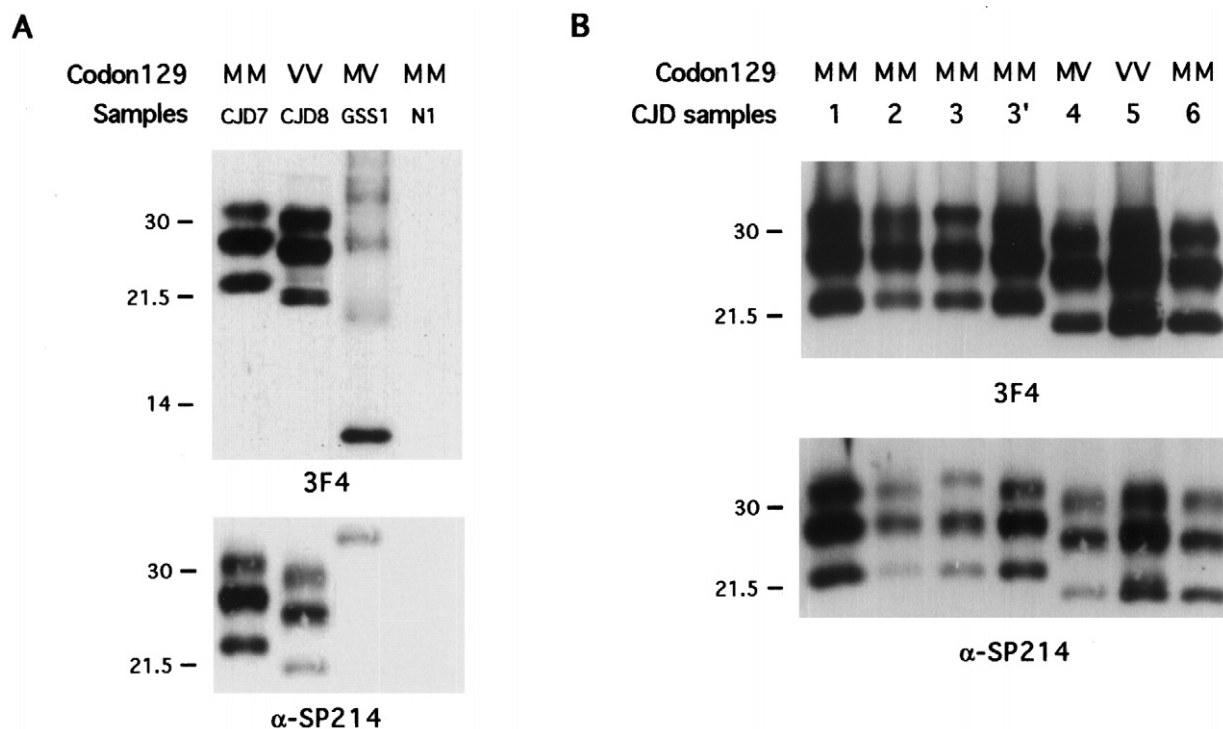 A
Codon129 MM VV MV MM
Samples CJD7 CJD8 GSS1 N1
30
21.5
14
3F4
30
21.5
α-SP214
B
Codon129 MM MM MM MM MV VV MM
CJD samples 1 2 3 3' 4 5 6
30
21.5
3F4
30
21.5
α-SP214